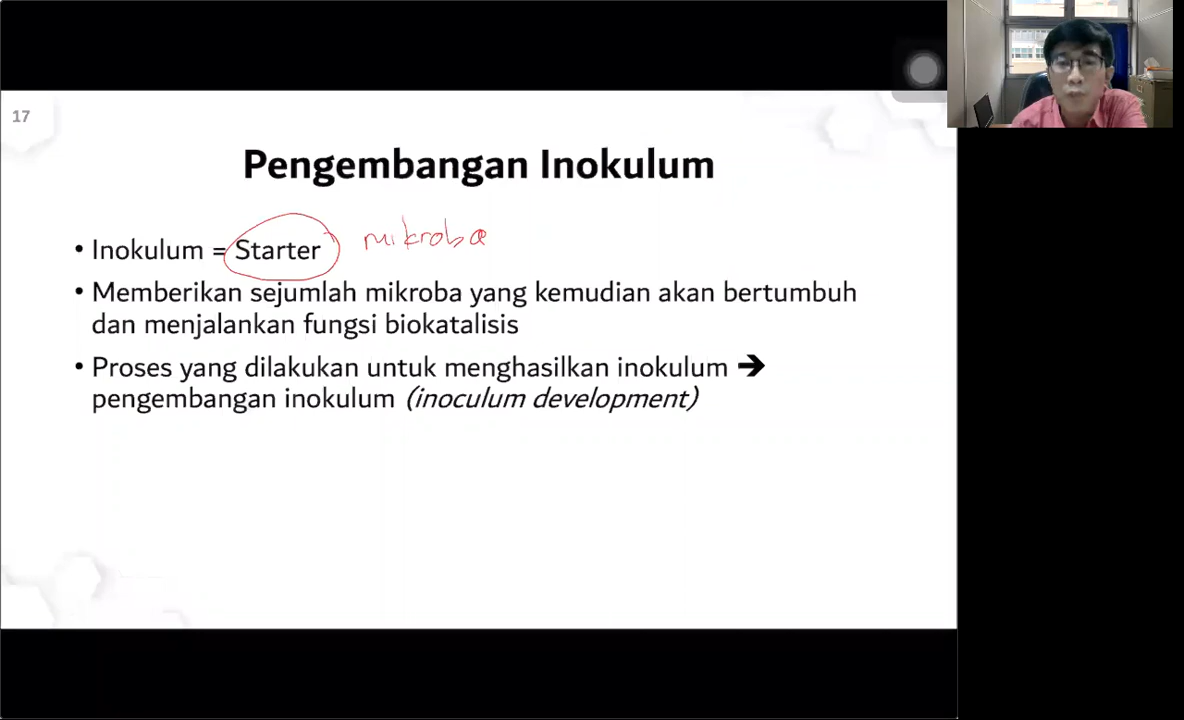 17
Pengembangan Inokulum
• Inokulum = Starter mikroba
• Memberikan sejumlah mikroba yang kemudian akan bertumbuh
dan menjalankan fungsi biokatalisis
• Proses yang dilakukan untuk menghasilkan inokulum ➔
pengembangan inokulum (inoculum development)